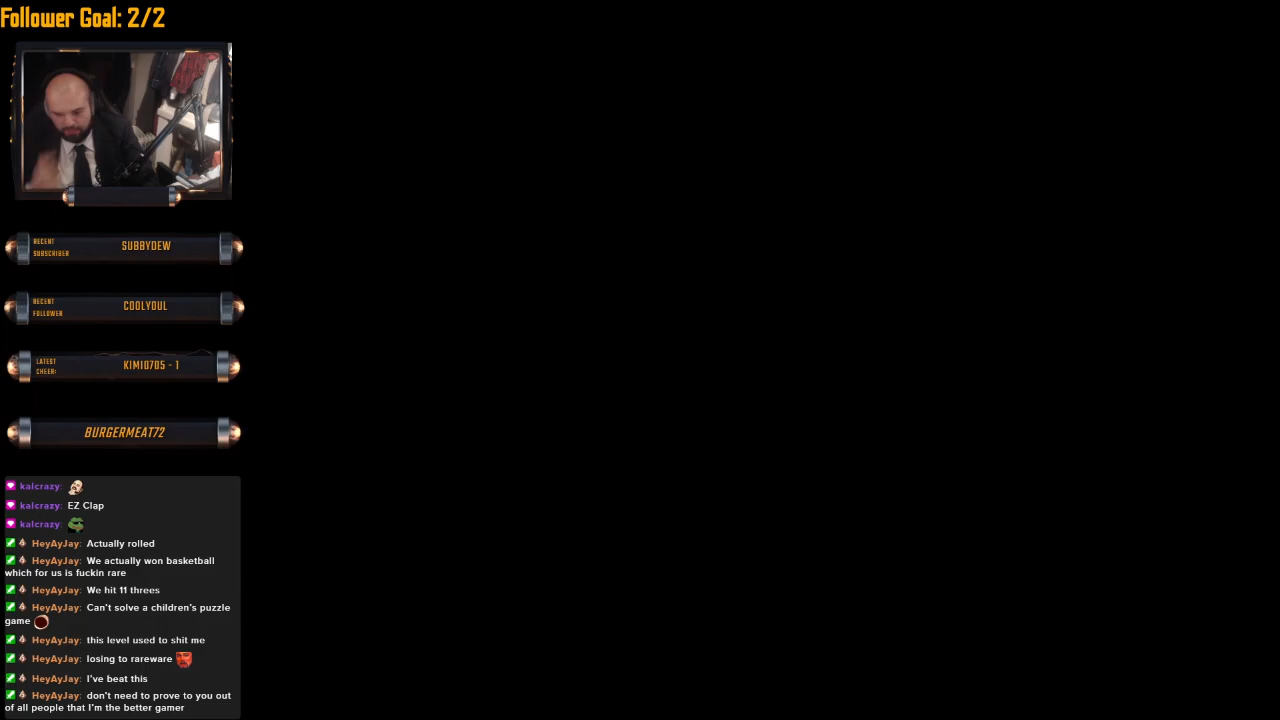 Follower Goal: 2/2
RECENT
SUBSCRIBER
SUBBYDEW
RECENT
FOLLOWER
COOLYOUL
LATEST
CHEER:
KIMI0705 - 1
BURGERMEAT72
kalcrazy:
kalcrazy: EZ Clap
kalcrazy:
HeyAyJay: Actually rolled
HeyAyJay: We actually won basketball
which for us is fuckin rare
HeyAyJay: We hit 11 threes
HeyAyJay: Can't solve a children's puzzle
game
HeyAyJay: this level used to shit me
HeyAyJay: losing to rareware
HeyAyJay: I've beat this
HeyAyJay: don't need to prove to you out
of all people that I'm the better gamer